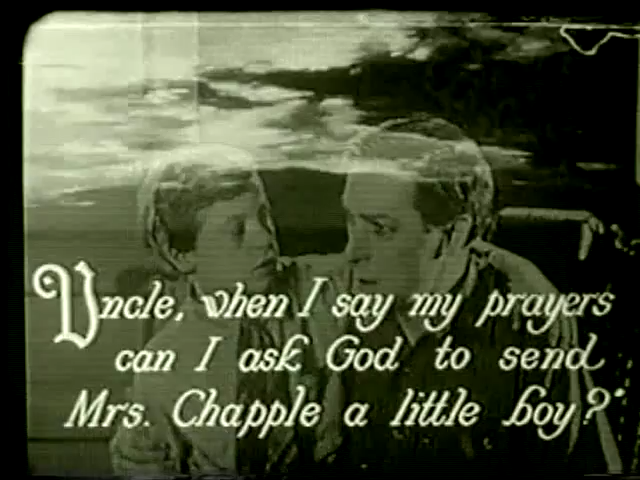 Uncle, when I say my prayers
can I ask God to send
Mrs. Chapple a little boy?"